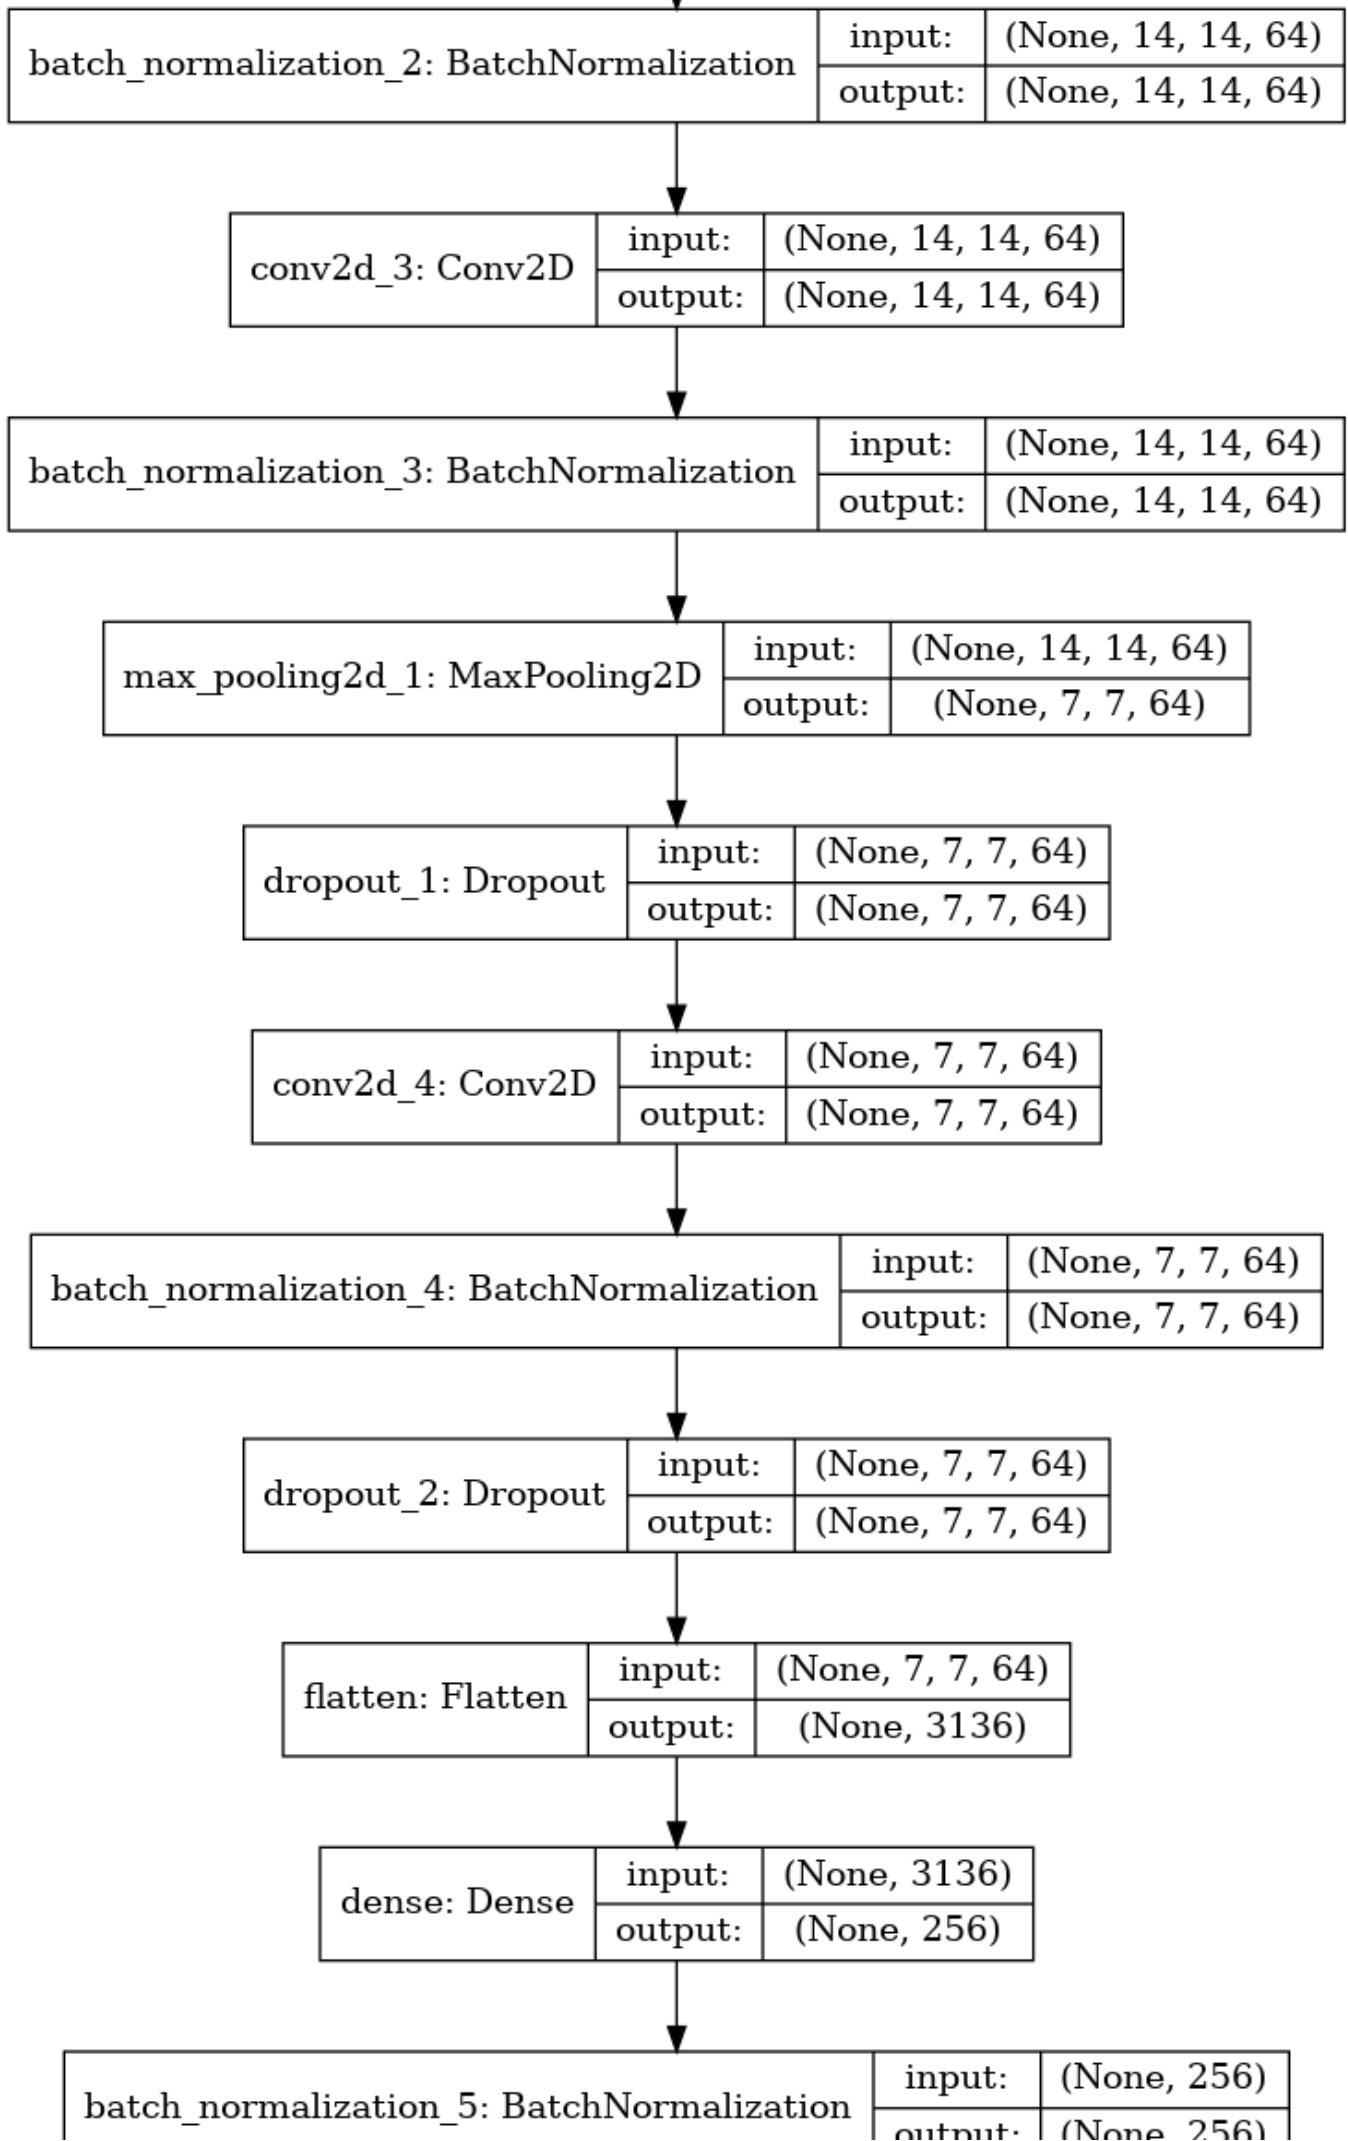 batch_normalization_2: BatchNormalization
input: (None, 14, 14, 64)
output: (None, 14, 14, 64)
conv2d_3: Conv2D
input: (None, 14, 14, 64)
output: (None, 14, 14, 64)
batch_normalization_3: BatchNormalization
input: (None, 14, 14, 64)
output: (None, 14, 14, 64)
max_pooling2d_1: MaxPooling2D
input: (None, 14, 14, 64)
output: (None, 7, 7, 64)
dropout_1: Dropout
input: (None, 7, 7, 64)
output: (None, 7, 7, 64)
conv2d_4: Conv2D
input: (None, 7, 7, 64)
output: (None, 7, 7, 64)
batch_normalization_4: BatchNormalization
input: (None, 7, 7, 64)
output: (None, 7, 7, 64)
dropout_2: Dropout
input: (None, 7, 7, 64)
output: (None, 7, 7, 64)
flatten: Flatten
input: (None, 7, 7, 64)
output: (None, 3136)
dense: Dense
input: (None, 3136)
output: (None, 256)
batch_normalization_5: BatchNormalization
input: (None, 256)
output: (None, 256)